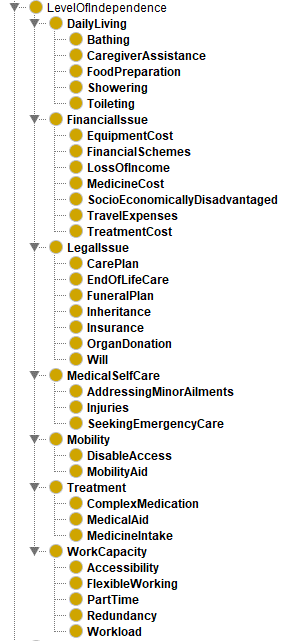 LevelOfIndependence
DailyLiving
Bathing
CaregiverAssistance
FoodPreparation
Showering
Toileting
FinancialIssue
EquipmentCost
FinancialSchemes
LossOfIncome
MedicineCost
SocioEconomicallyDisadvantaged
TravelExpenses
TreatmentCost
LegalIssue
CarePlan
EndOfLifeCare
FuneralPlan
Inheritance
Insurance
OrganDonation
Will
MedicalSelfCare
AddressingMinorAilments
Injuries
SeekingEmergencyCare
Mobility
DisableAccess
MobilityAid
Treatment
ComplexMedication
MedicalAid
MedicineIntake
WorkCapacity
Accessibility
FlexibleWorking
PartTime
Redundancy
Workload